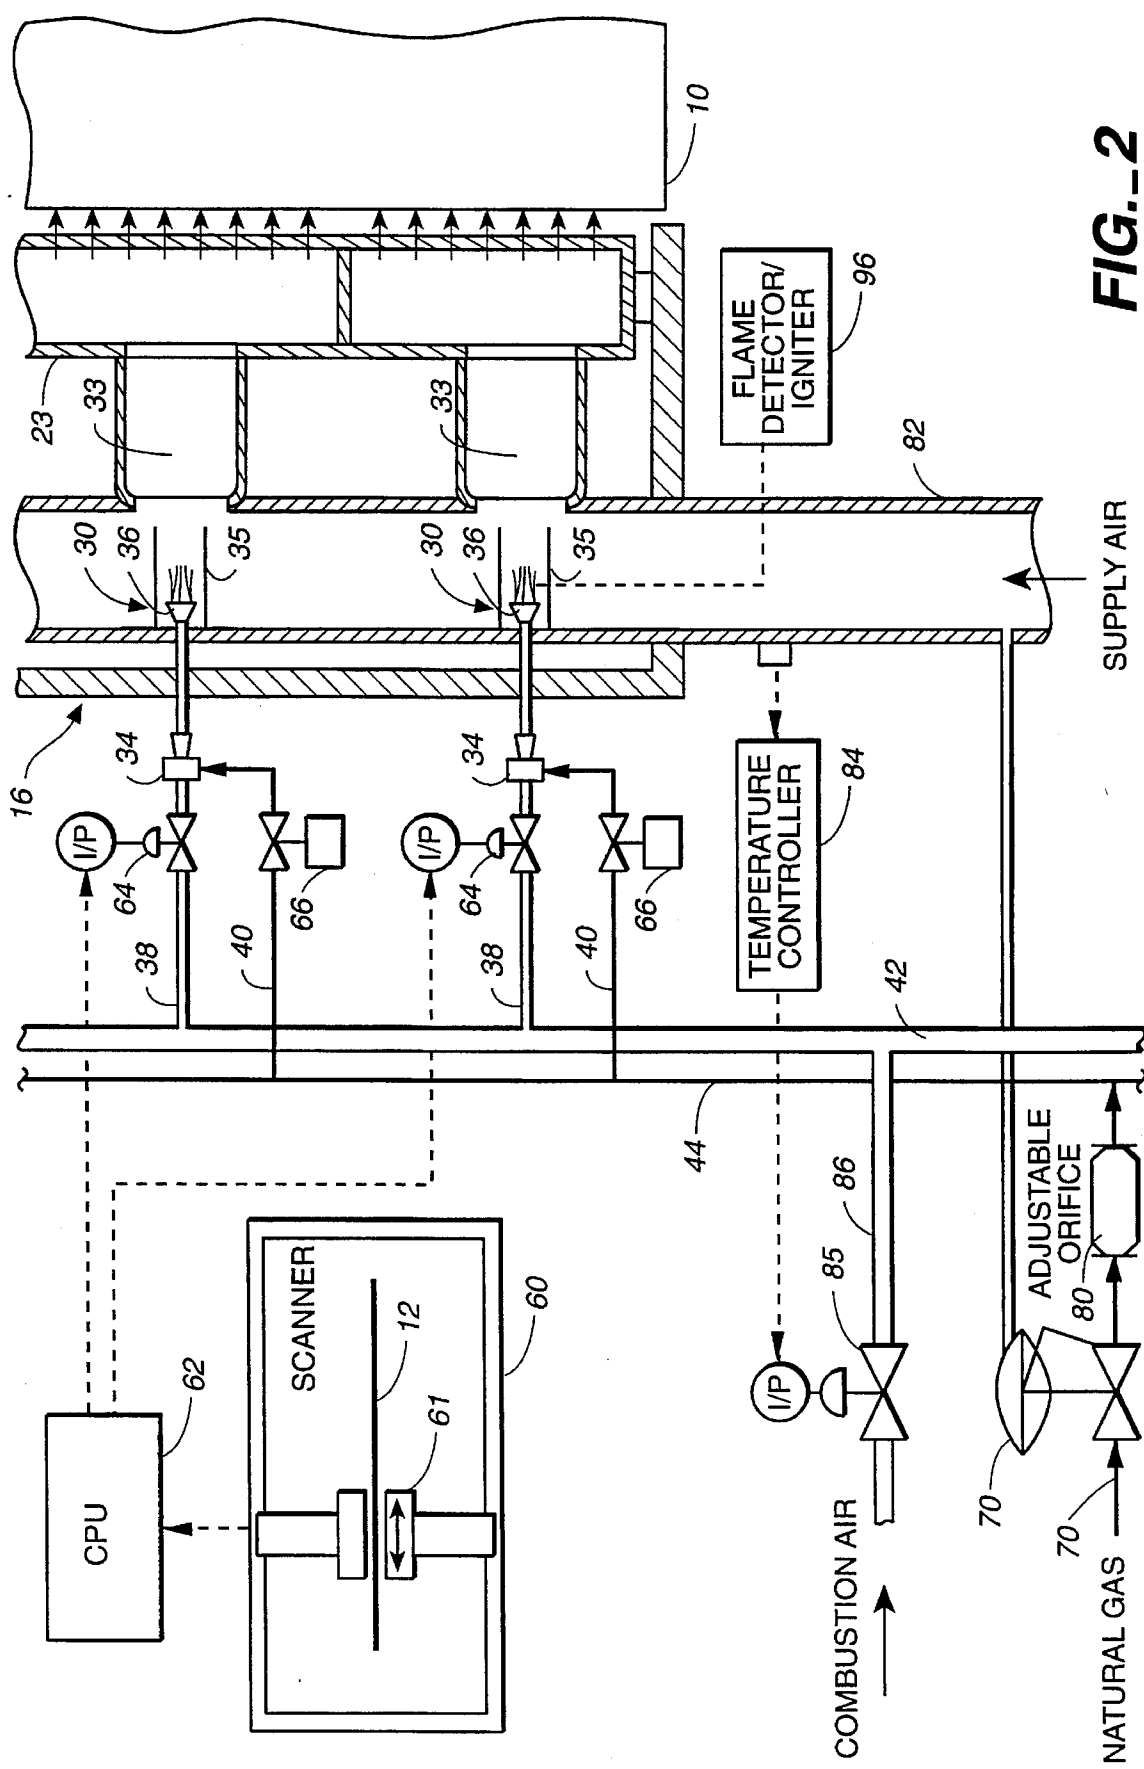 16
23
CPU
I/P
30
33
64
34
36
38
62
35
40
SCANNER
66
12
61
I/P
30
33
64
34
36
38
60
40
35
66
44
10
FLAME
DETECTOR/
IGNITER
TEMPERATURE
CONTROLLER
I/P
COMBUSTION AIR
85
86
84
96
42
82
70
ADJUSTABLE
ORIFICE
80
70
NATURAL GAS
SUPPLY AIR
FIG._2